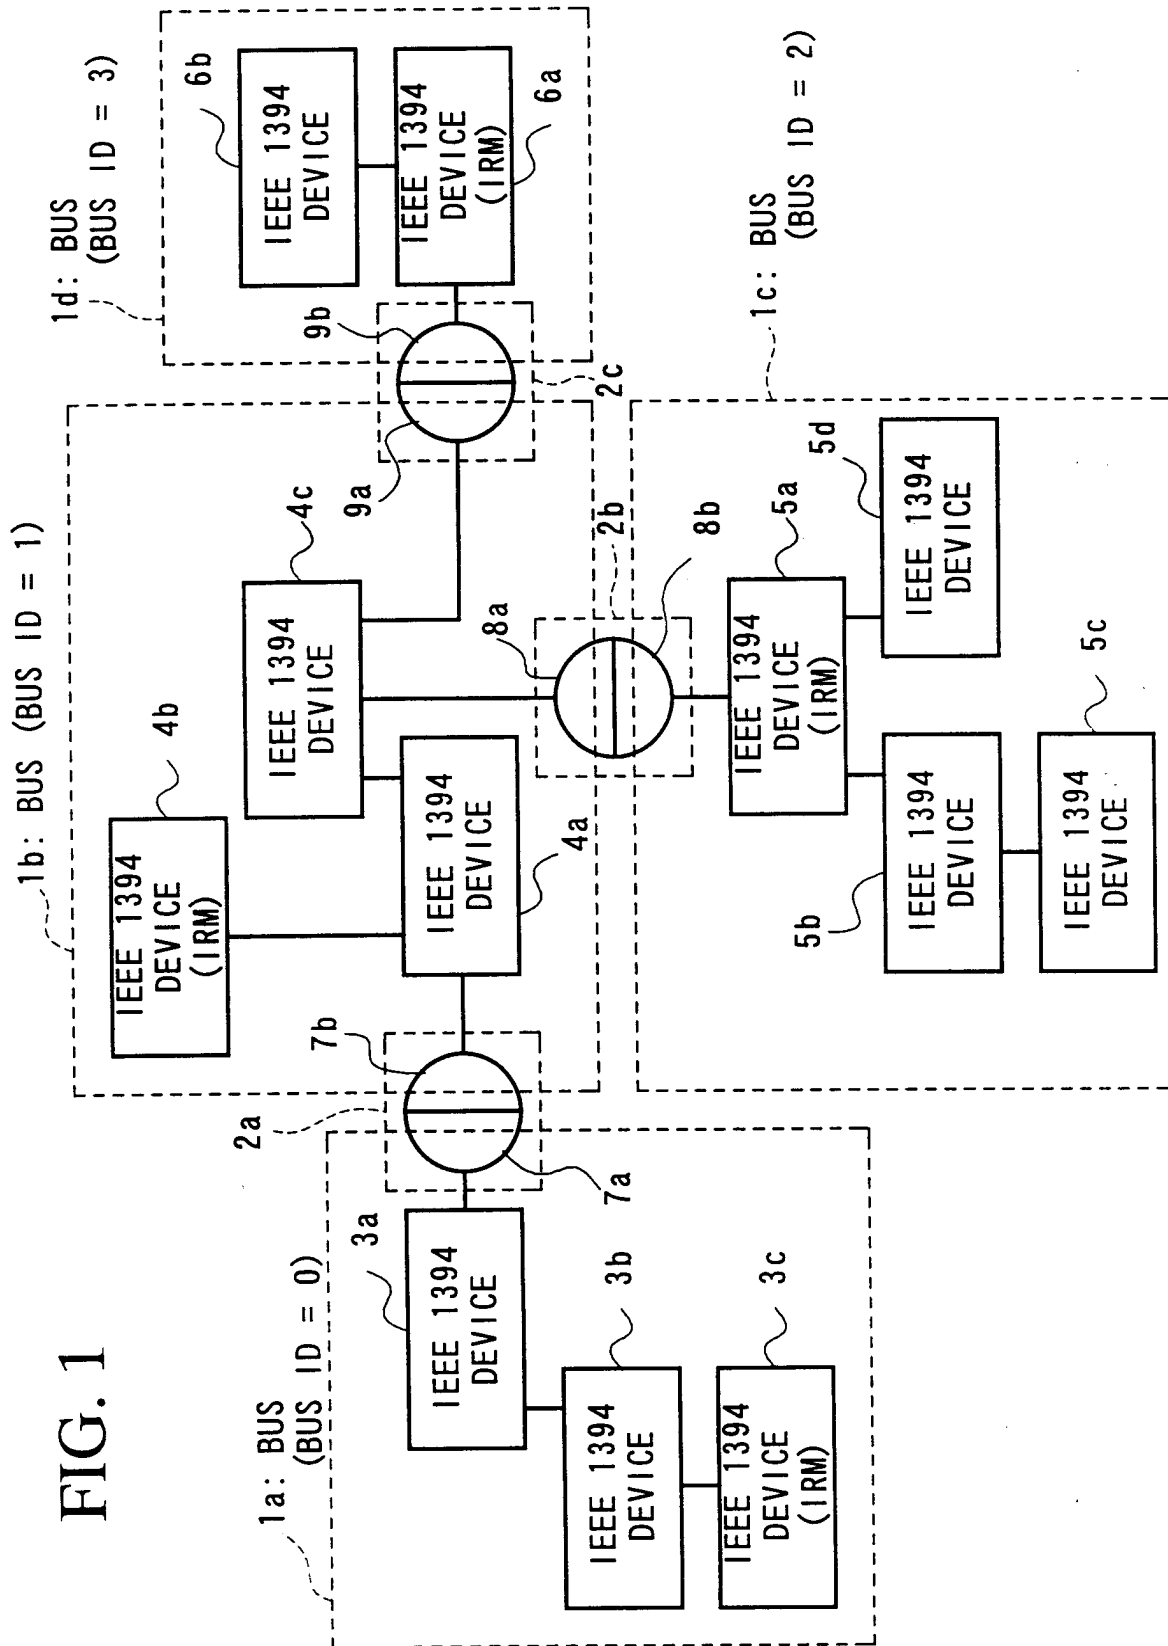 FIG. 1
1a: BUS
(BUS ID = 0)
3a
IEEE 1394
DEVICE
3b
IEEE 1394
DEVICE
3c
IEEE 1394
DEVICE
(IRM)
2a
7a
7b
1b: BUS (BUS ID = 1)
4b
IEEE 1394
DEVICE
(IRM)
4c
IEEE 1394
DEVICE
4a
IEEE 1394
DEVICE
8a
2b
8b
9a
9b
2c
1d: BUS
(BUS ID = 3)
6b
IEEE 1394
DEVICE
IEEE 1394
DEVICE
(IRM)
6a
1c: BUS
(BUS ID = 2)
5a
IEEE 1394
DEVICE
(IRM)
5d
IEEE 1394
DEVICE
5b
IEEE 1394
DEVICE
5c
IEEE 1394
DEVICE